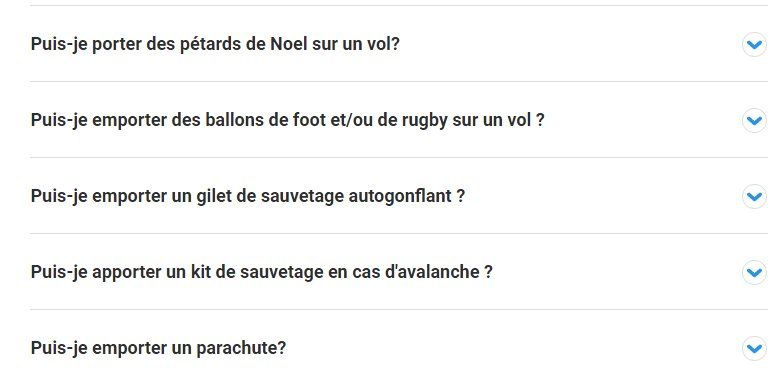 Puis-je porter des pétards de Noel sur un vol?
Puis-je emporter des ballons de foot et/ou de rugby sur un vol ?
Puis-je emporter un gilet de sauvetage autogonflant ?
Puis-je apporter un kit de sauvetage en cas d'avalanche ?
Puis-je emporter un parachute?